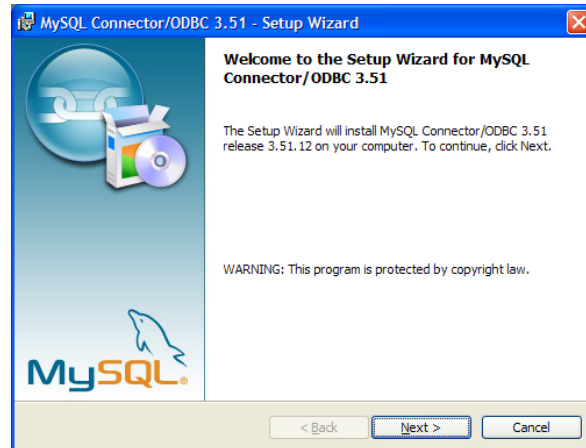 MySQL Connector/ODBC 3.51 - Setup Wizard
Welcome to the Setup Wizard for MySQL
Connector/ODBC 3.51
The Setup Wizard will install MySQL Connector/ODBC 3.51
release 3.51.12 on your computer. To continue, click Next.
WARNING: This program is protected by copyright law.
MySQL®
< Back Next > Cancel